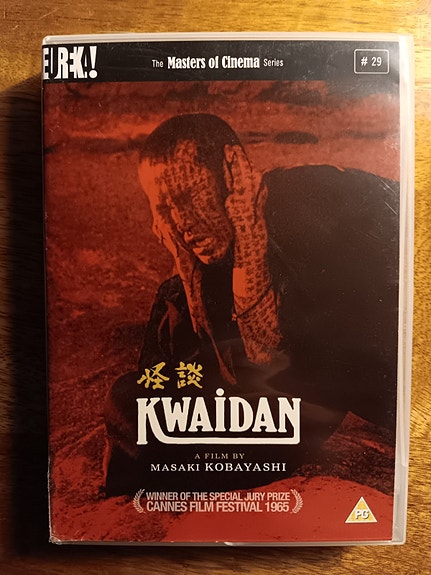 EUREKA!
The Masters of Cinema Series
# 29
怪談
KWAiDAN
A FILM BY
MASAKI KOBAYASHI
WINNER OF THE SPECIAL JURY PRIZE
CANNES FILM FESTIVAL 1965
PG